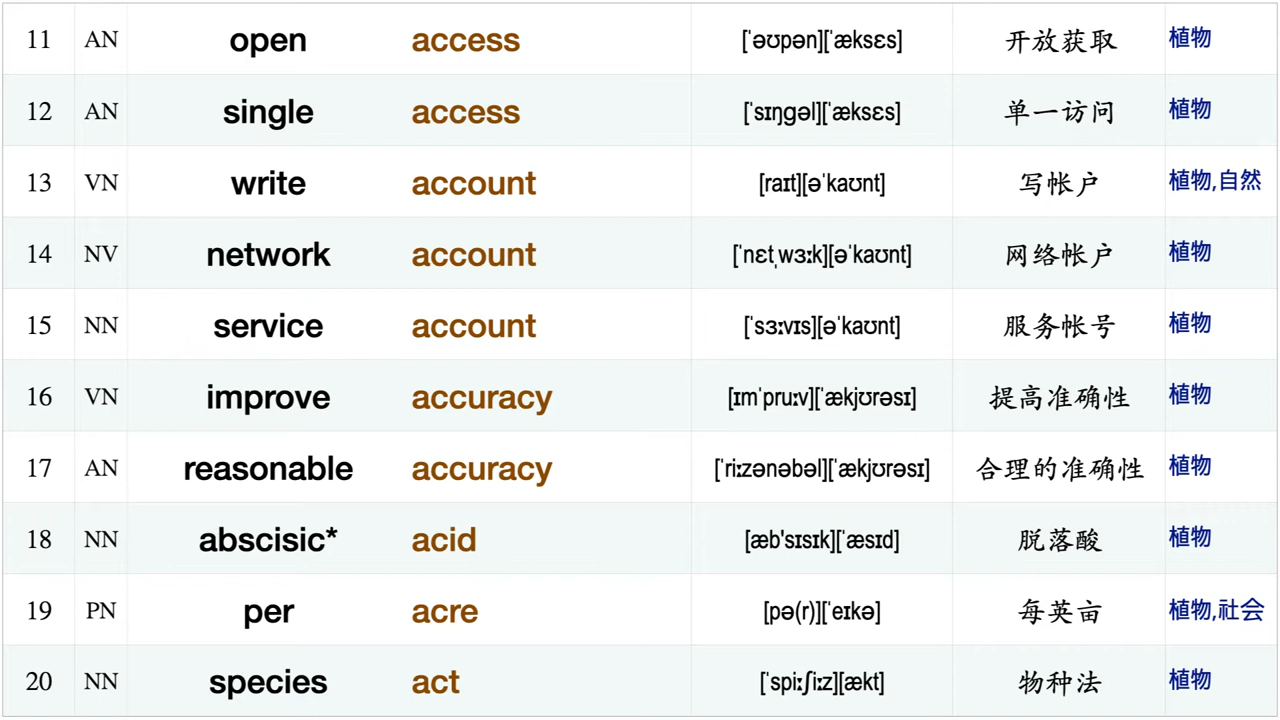 11 AN open access [ˈəʊpən][ˈæksɛs] 开放获取 植物
12 AN single access [ˈsɪŋɡəl][ˈæksɛs] 单一访问 植物
13 VN write account [raɪt][əˈkaʊnt] 写帐户 植物,自然
14 NV network account [ˈnɛtˌwɜːk][əˈkaʊnt] 网络帐户 植物
15 NN service account [ˈsɜːvɪs][əˈkaʊnt] 服务帐号 植物
16 VN improve accuracy [ɪmˈpruːv][ˈækjʊrəsɪ] 提高准确性 植物
17 AN reasonable accuracy [ˈriːzənəbəl][ˈækjʊrəsɪ] 合理的准确性 植物
18 NN abscisic* acid [æb'sɪsɪk][ˈæsɪd] 脱落酸 植物
19 PN per acre [pə(r)][ˈeɪkə] 每英亩 植物,社会
20 NN species act [ˈspiːʃiːz][ækt] 物种法 植物